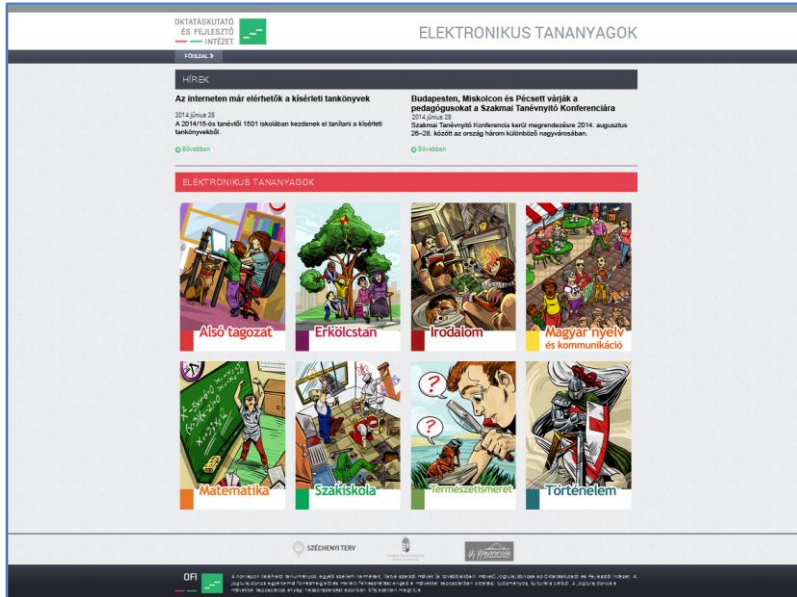 OKTATÁSKUTATÓ
ÉS FEJLESZTŐ
INTÉZET
ELEKTRONIKUS TANANYAGOK
FŐOLDAL
HÍREK
Az interneten már elérhetők a kísérleti tankönyvek
2014 június 28
A 2014/15-ös tanévtől 1501 iskolában kezdenek el tanítani a kísérleti
tankönyvekből.
Bővebben
Budapesten, Miskolcon és Pécsett várják a
pedagógusokat a Szakmai Tanévnyitó Konferenciára
2014 június 28
Szakmai Tanévnyitó Konferencia kerül megrendezésre 2014. augusztus
26–28. között az ország három különböző nagyvárosában.
Bővebben
ELEKTRONIKUS TANANYAGOK
Alsó tagozat
Erkölcstan
Irodalom
Magyar nyelv
és kommunikáció
Matematika
Szakiskola
Természetismeret
Történelem
SZÉCHENYI TERV
OFI